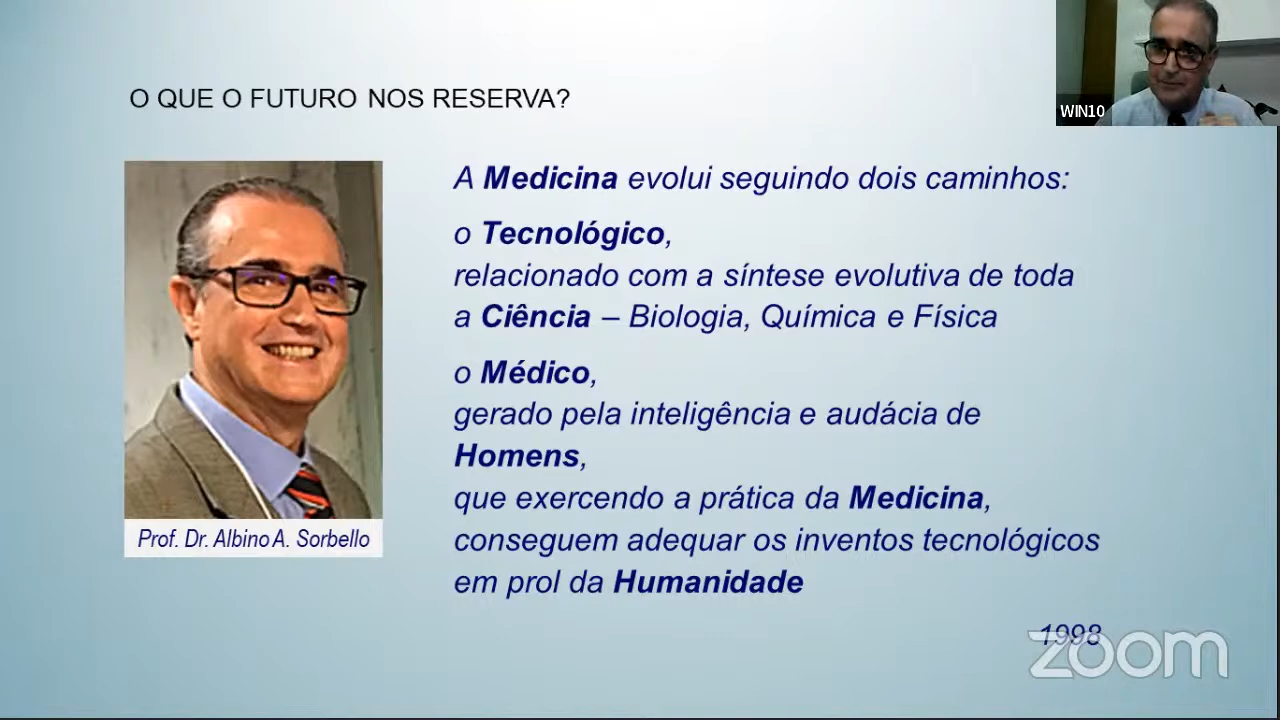 O QUE O FUTURO NOS RESERVA?
WIN10
A Medicina evolui seguindo dois caminhos:
o Tecnológico,
relacionado com a síntese evolutiva de toda
a Ciência – Biologia, Química e Física
o Médico,
gerado pela inteligência e audácia de
Homens,
que exercendo a prática da Medicina,
conseguem adequar os inventos tecnológicos
em prol da Humanidade
Prof. Dr. Albino A. Sorbello
1998
zoom